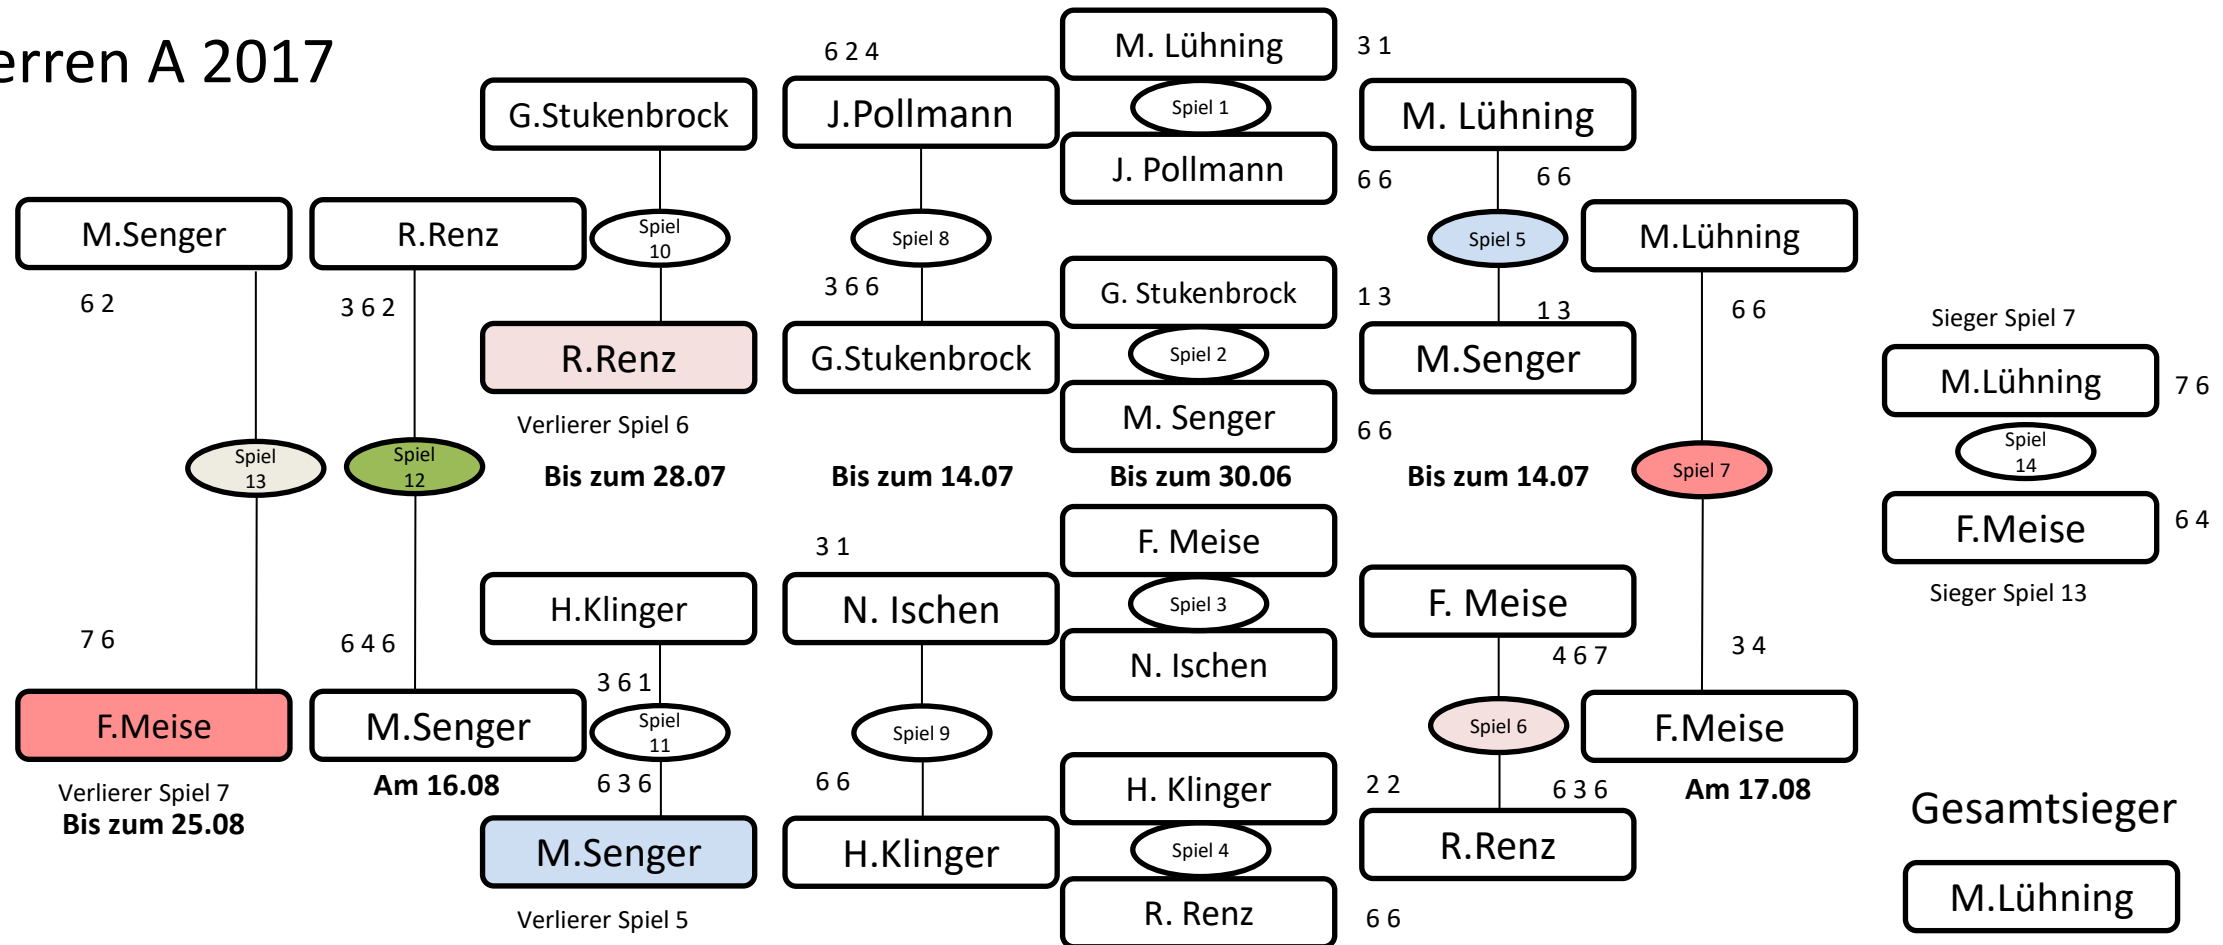 erren A 2017
G.Stukenbrock
Spiel
10
R.Renz
Verlierer Spiel 6
Bis zum 28.07
M.Senger
6 2
Spiel
13
7 6
F.Meise
Verlierer Spiel 7
Bis zum 25.08
R.Renz
3 6 2
Spiel
12
6 4 6
M.Senger
Am 16.08
H.Klinger
3 6 1
Spiel
11
6 3 6
M.Senger
Verlierer Spiel 5
6 2 4
J.Pollmann
Spiel 8
3 6 6
G.Stukenbrock
Bis zum 14.07
3 1
N. Ischen
Spiel 9
6 6
H.Klinger
M. Lühning
3 1
Spiel 1
J. Pollmann
6 6
G. Stukenbrock
1 3
Spiel 2
M. Senger
6 6
Bis zum 30.06
F. Meise
Spiel 3
N. Ischen
H. Klinger
2 2
Spiel 4
R. Renz
6 6
M. Lühning
6 6
Spiel 5
1 3
M.Senger
Bis zum 14.07
F. Meise
4 6 7
Spiel 6
6 3 6
R.Renz
M.Lühning
6 6
Spiel 7
3 4
F.Meise
Am 17.08
Sieger Spiel 7
M.Lühning
7 6
Spiel
14
F.Meise
6 4
Sieger Spiel 13
Gesamtsieger
M.Lühning